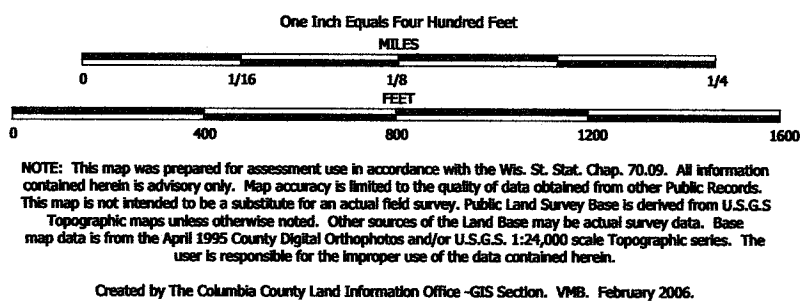 One Inch Equals Four Hundred Feet
MILES
0 1/16 1/8 1/4
FEET
0 400 800 1200 1600
NOTE: This map was prepared for assessment use in accordance with the Wis. St. Stat. Chap. 70.09. All information
contained herein is advisory only. Map accuracy is limited to the quality of data obtained from other Public Records.
This map is not intended to be a substitute for an actual field survey. Public Land Survey Base is derived from U.S.G.S
Topographic maps unless otherwise noted. Other sources of the Land Base may be actual survey data. Base
map data is from the April 1995 County Digital Orthophotos and/or U.S.G.S. 1:24,000 scale Topographic series. The
user is responsible for the improper use of the data contained herein.
Created by The Columbia County Land Information Office -GIS Section. VMB. February 2006.